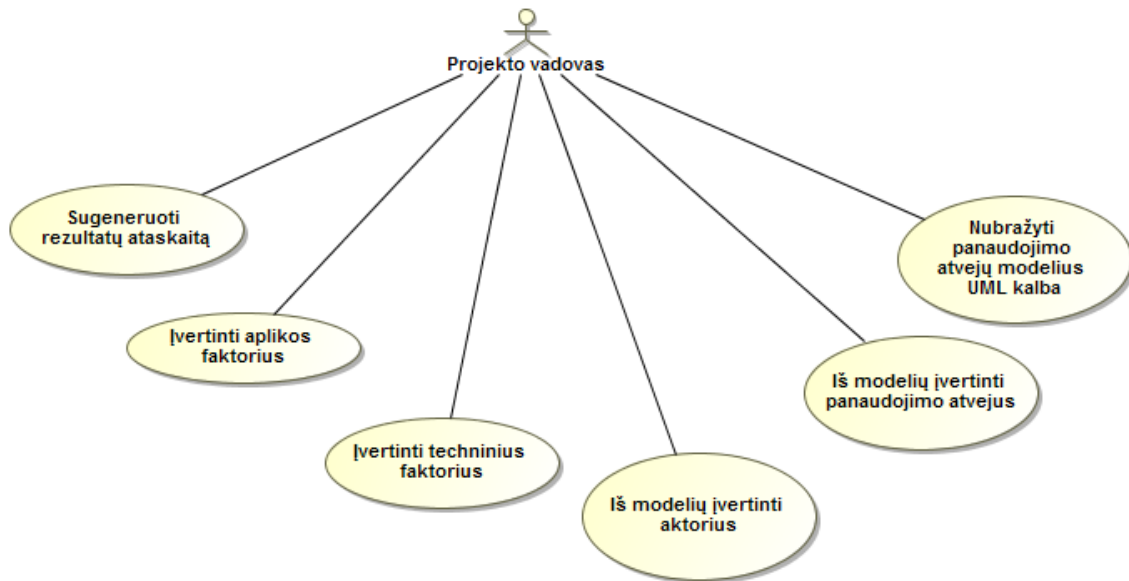 Projekto vadovas
Sugeneruoti
rezultatų ataskaitą
Nubražyti
panaudojimo
atvejų modelius
UML kalba
Įvertinti aplikos
faktorius
Iš modelių įvertinti
panaudojimo atvejus
Įvertinti techninius
faktorius
Iš modelių įvertinti
aktorius